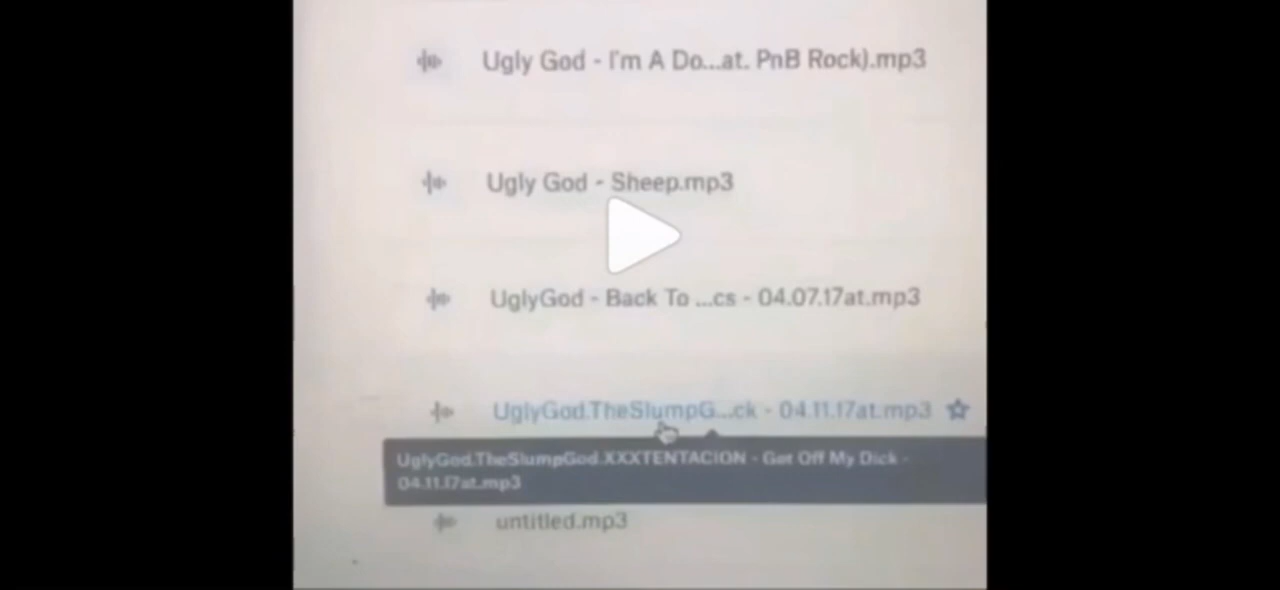 Ugly God - I'm A Do...at. PnB Rock).mp3
Ugly God - Sheep.mp3
UglyGod - Back To ...cs - 04.07.17at.mp3
UglyGod.TheSlumpG...ck - 04.11.17at.mp3
UglyGod.TheSlumpGod.XXXTENTACION - Get Off My Dick -
04.11.17at.mp3
untitled.mp3